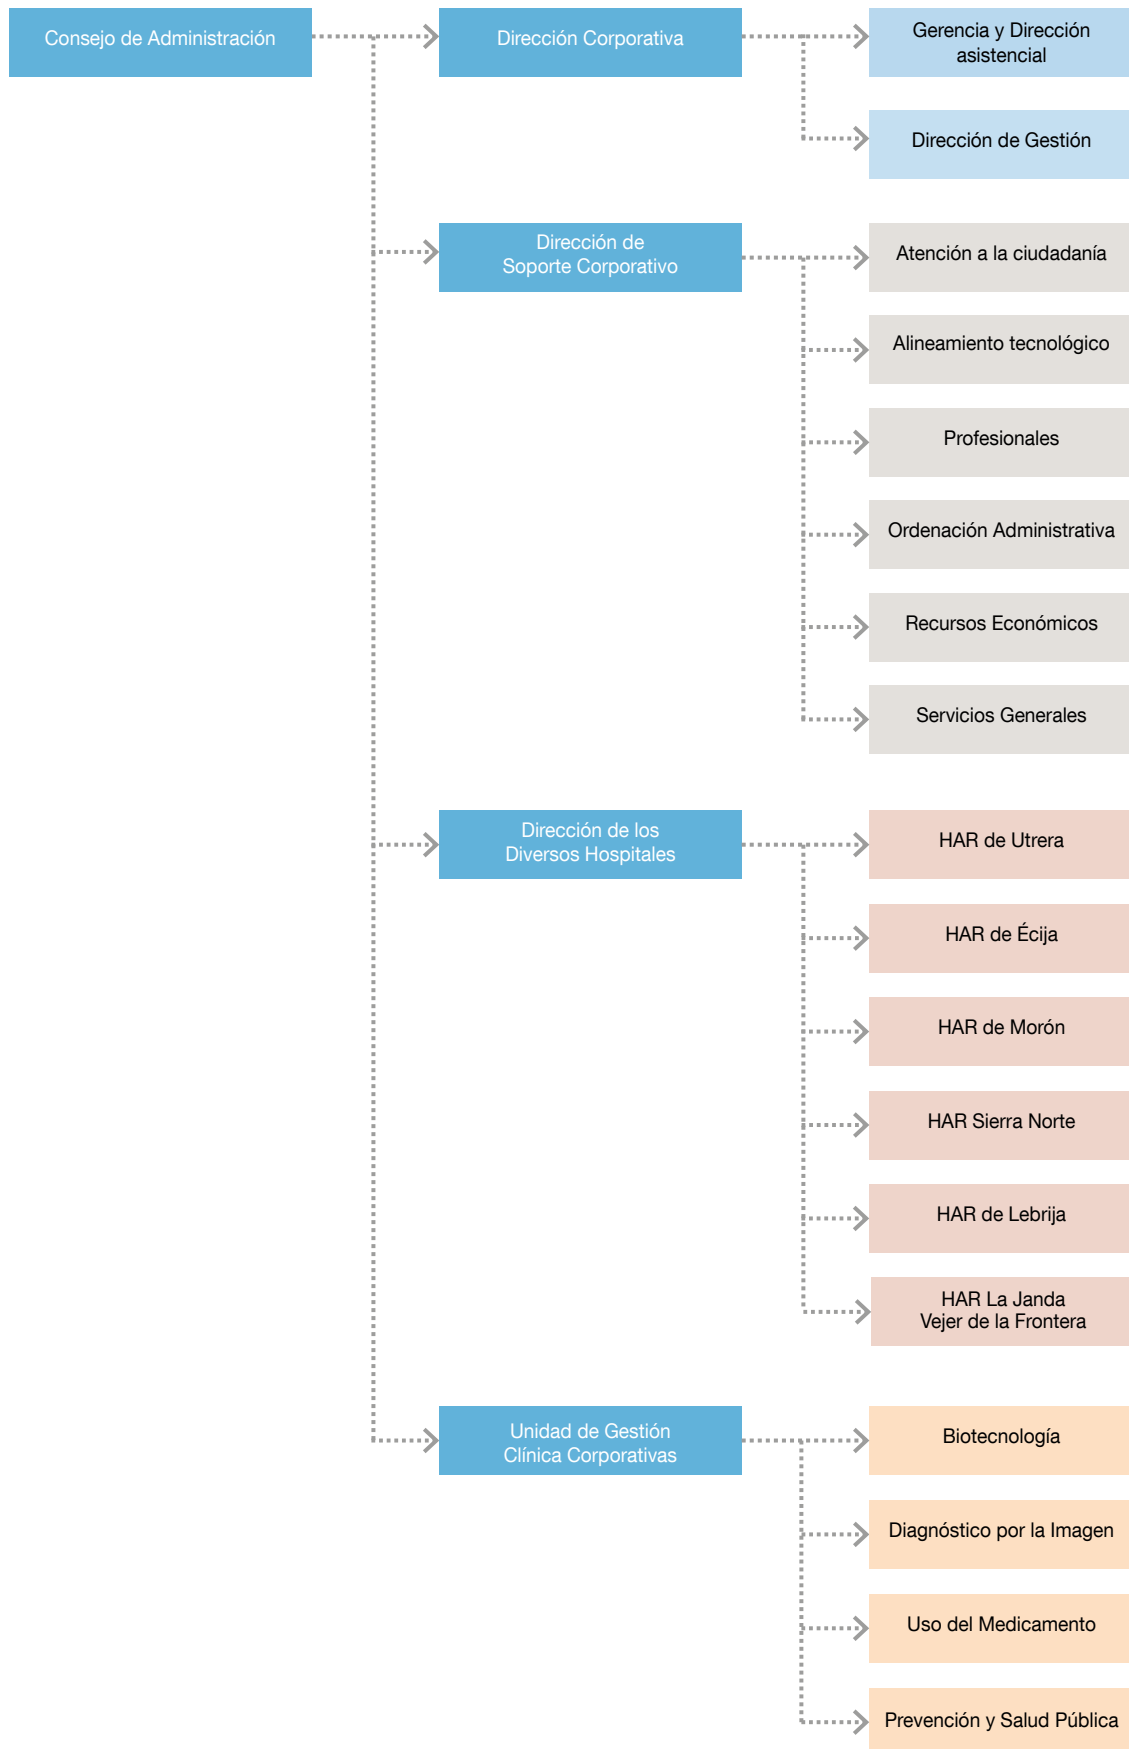 Consejo de Administración
Dirección Corporativa
Gerencia y Dirección
asistencial
Dirección de Gestión
Dirección de
Soporte Corporativo
Atención a la ciudadanía
Alineamiento tecnológico
Profesionales
Ordenación Administrativa
Recursos Económicos
Servicios Generales
Dirección de los
Diversos Hospitales
HAR de Utrera
HAR de Écija
HAR de Morón
HAR Sierra Norte
HAR de Lebrija
HAR La Janda
Vejer de la Frontera
Unidad de Gestión
Clínica Corporativas
Biotecnología
Diagnóstico por la Imagen
Uso del Medicamento
Prevención y Salud Pública